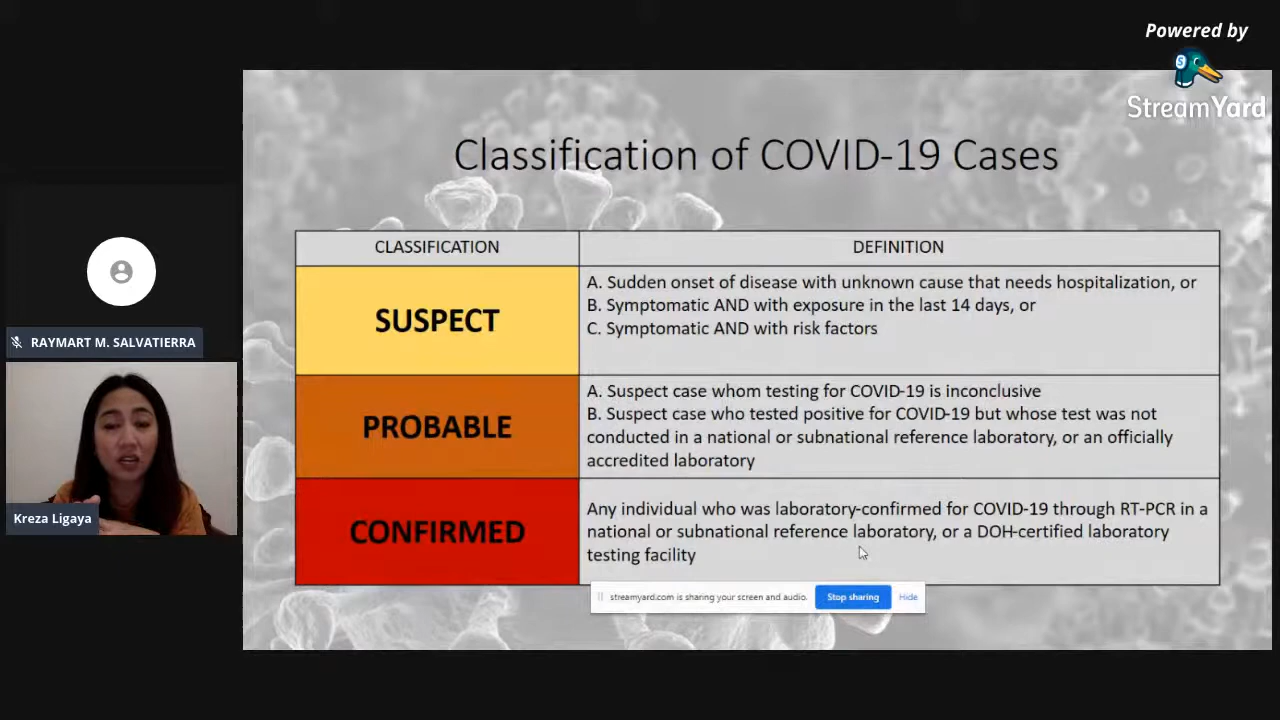 Powered by
StreamYard
Classification of COVID-19 Cases
CLASSIFICATION
DEFINITION
SUSPECT
A. Sudden onset of disease with unknown cause that needs hospitalization, or
B. Symptomatic AND with exposure in the last 14 days, or
C. Symptomatic AND with risk factors
PROBABLE
A. Suspect case whom testing for COVID-19 is inconclusive
B. Suspect case who tested positive for COVID-19 but whose test was not
conducted in a national or subnational reference laboratory, or an officially
accredited laboratory
CONFIRMED
Any individual who was laboratory-confirmed for COVID-19 through RT-PCR in a
national or subnational reference laboratory, or a DOH-certified laboratory
testing facility
streamyard.com is sharing your screen and audio.
Stop sharing
Hide
RAYMART M. SALVATIERRA
Kreza Ligaya